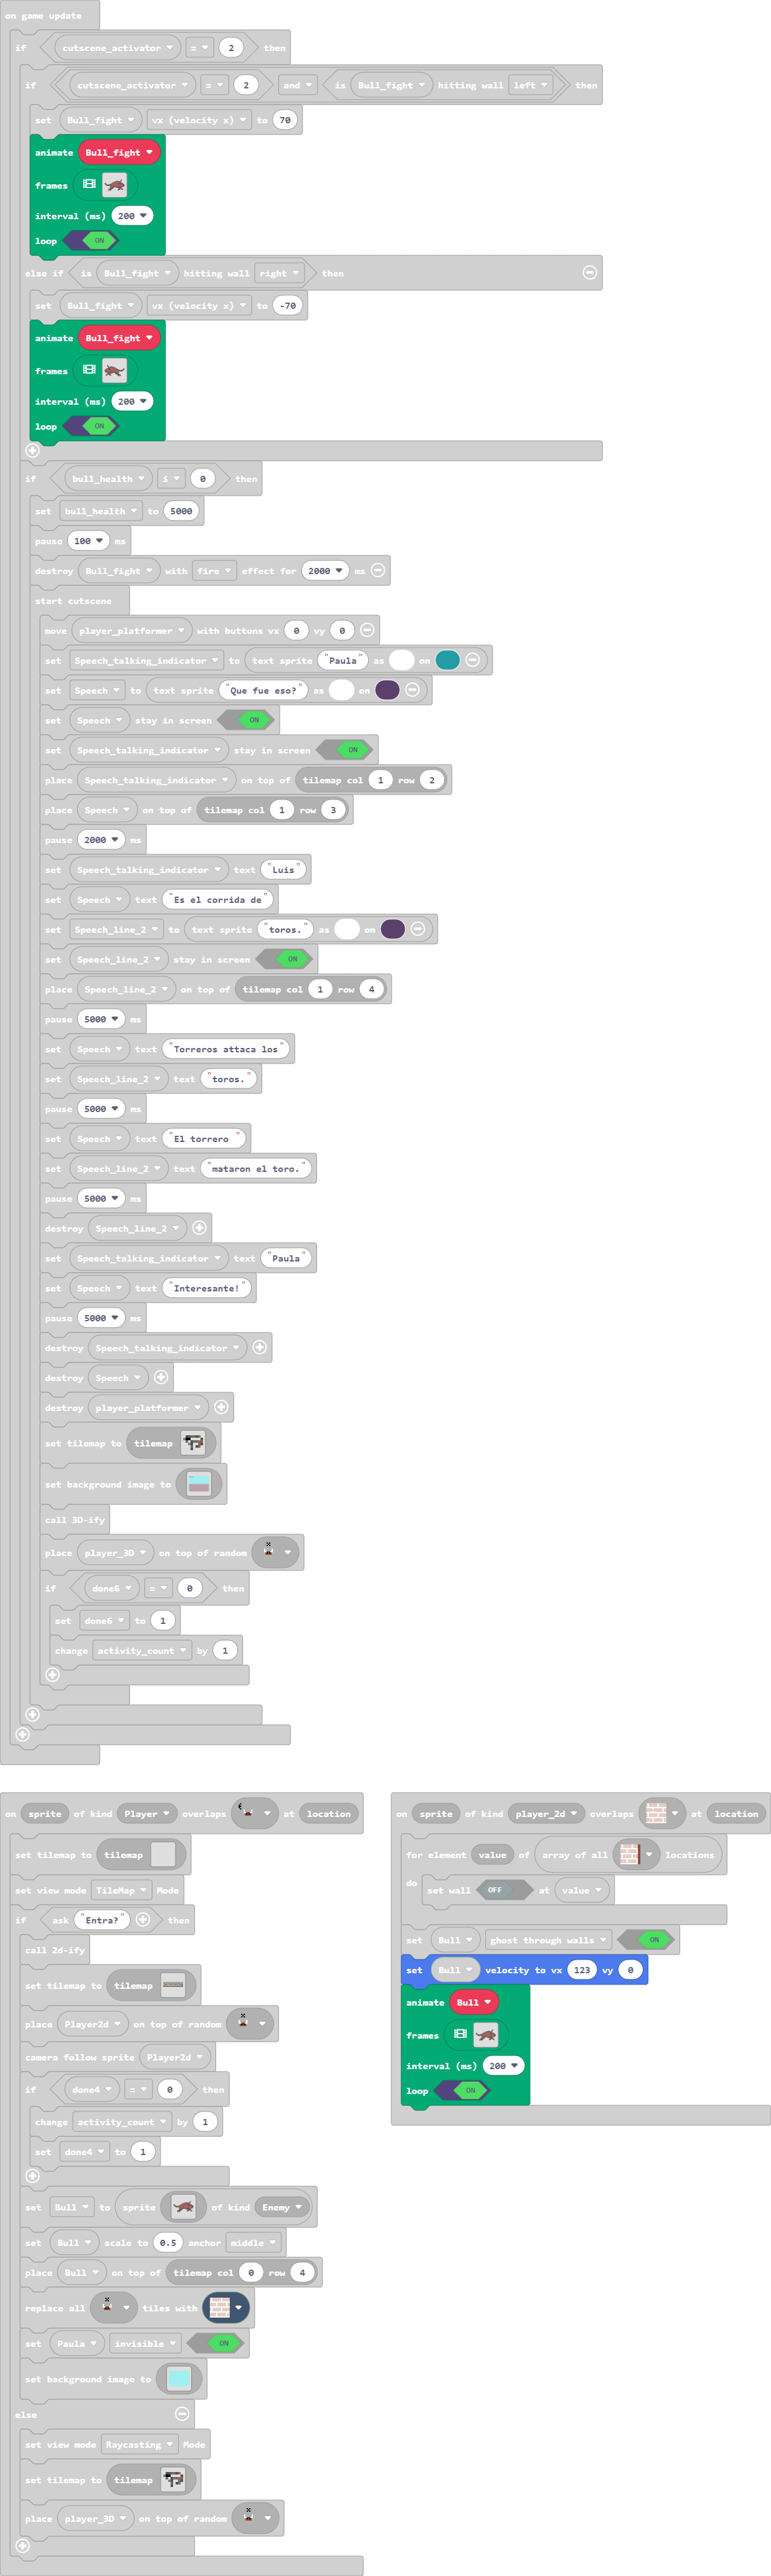 on game update
if cutscene_activator = 2 then
if cutscene_activator = 2 and is Bull_fight hitting wall left then
set Bull_fight vx (velocity x) to 70
animate Bull_fight
frames
interval (ms) 200
loop ON
else if is Bull_fight hitting wall right then
set Bull_fight vx (velocity x) to -70
animate Bull_fight
frames
interval (ms) 200
loop ON
if bull_health ≤ 0 then
set bull_health to 5000
pause 100 ms
destroy Bull_fight with fire effect for 2000 ms
start cutscene
move player_platformer with buttons vx 0 vy 0
set Speech_talking_indicator to text sprite "Paula" as on
set Speech to text sprite "Que fue eso?" as on
set Speech stay in screen ON
set Speech_talking_indicator stay in screen ON
place Speech_talking_indicator on top of tilemap col 1 row 2
place Speech on top of tilemap col 1 row 3
pause 2000 ms
set Speech_talking_indicator text "Luis"
set Speech text "Es el corrida de"
set Speech_line_2 to text sprite "toros." as on
set Speech_line_2 stay in screen ON
place Speech_line_2 on top of tilemap col 1 row 4
pause 5000 ms
set Speech text "Torreros attaca los"
set Speech_line_2 text "toros."
pause 5000 ms
set Speech text "El torrero "
set Speech_line_2 text "mataron el toro."
pause 5000 ms
destroy Speech_line_2
set Speech_talking_indicator text "Paula"
set Speech text "Interesante!"
pause 5000 ms
destroy Speech_talking_indicator
destroy Speech
destroy player_platformer
set tilemap to tilemap
set background image to
call 3D-ify
place player_3D on top of random
if done6 = 0 then
set done6 to 1
change activity_count by 1
on sprite of kind Player overlaps at location
set tilemap to tilemap
set view mode TileMap Mode
if ask "Entra?" then
call 2d-ify
set tilemap to tilemap
place Player2d on top of random
camera follow sprite Player2d
if done4 = 0 then
change activity_count by 1
set done4 to 1
set Bull to sprite of kind Enemy
set Bull scale to 0.5 anchor middle
place Bull on top of tilemap col 0 row 4
replace all tiles with
set Paula invisible ON
set background image to
else
set view mode Raycasting Mode
set tilemap to tilemap
place player_3D on top of random
on sprite of kind player_2d overlaps at location
for element value of array of all locations
do set wall OFF at value
set Bull ghost through walls ON
set Bull velocity to vx 123 vy 0
animate Bull
frames
interval (ms) 200
loop ON